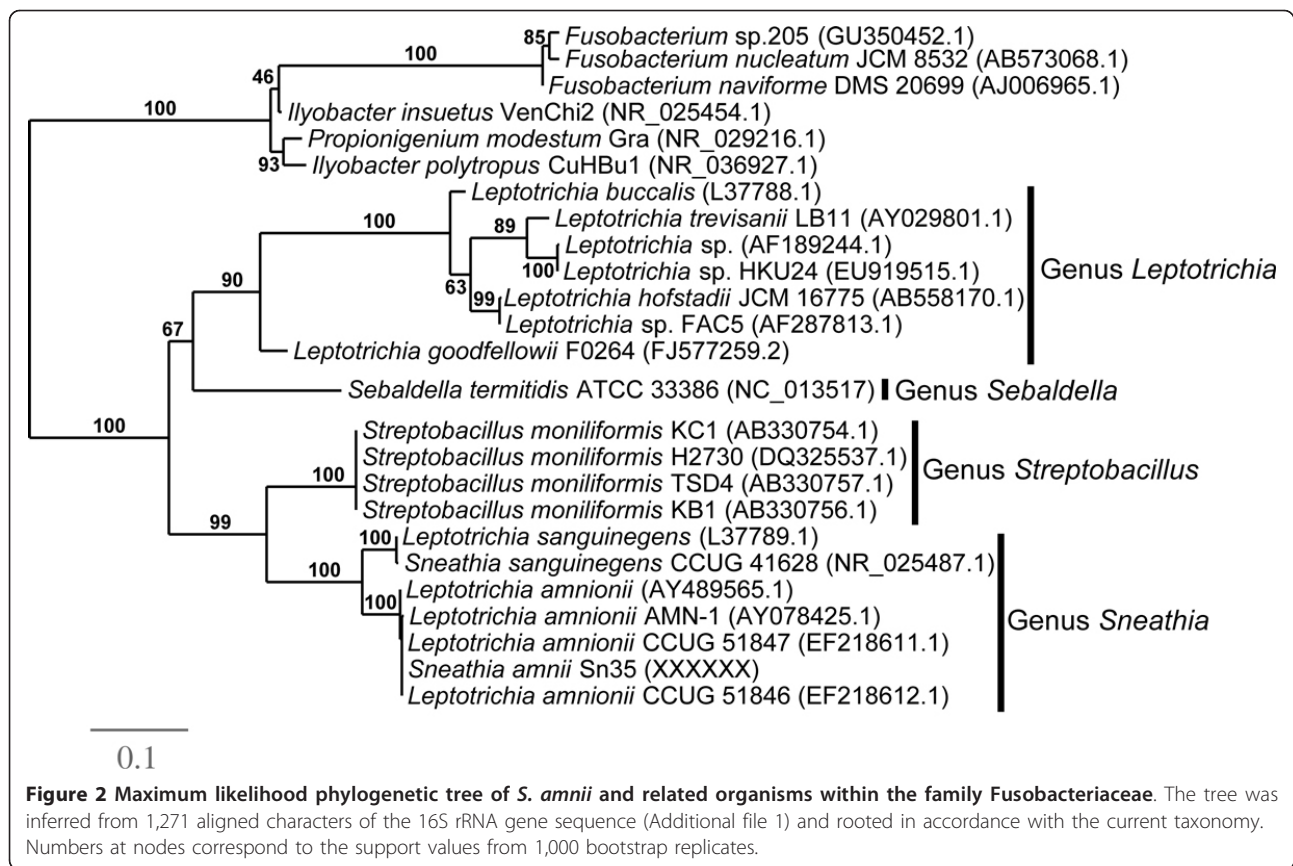 85
Fusobacterium sp.205 (GU350452.1)
100
Fusobacterium nucleatum JCM 8532 (AB573068.1)
46
Fusobacterium naviforme DMS 20699 (AJ006965.1)
100
Ilyobacter insuetus VenChi2 (NR_025454.1)
Propionigenium modestum Gra (NR_029216.1)
93
Ilyobacter polytropus CuHBu1 (NR_036927.1)
Leptotrichia buccalis (L37788.1)
100
89
Leptotrichia trevisanii LB11 (AY029801.1)
Leptotrichia sp. (AF189244.1)
100
Leptotrichia sp. HKU24 (EU919515.1)
Genus Leptotrichia
90
63
99
Leptotrichia hofstadii JCM 16775 (AB558170.1)
Leptotrichia sp. FAC5 (AF287813.1)
67
Leptotrichia goodfellowii F0264 (FJ577259.2)
Sebaldella termitidis ATCC 33386 (NC_013517)
Genus Sebaldella
100
Streptobacillus moniliformis KC1 (AB330754.1)
Streptobacillus moniliformis H2730 (DQ325537.1)
100
Streptobacillus moniliformis TSD4 (AB330757.1)
Genus Streptobacillus
Streptobacillus moniliformis KB1 (AB330756.1)
99
100
Leptotrichia sanguinegens (L37789.1)
Sneathia sanguinegens CCUG 41628 (NR_025487.1)
100
Leptotrichia amnionii (AY489565.1)
100
Leptotrichia amnionii AMN-1 (AY078425.1)
Genus Sneathia
Leptotrichia amnionii CCUG 51847 (EF218611.1)
Sneathia amnii Sn35 (XXXXXX)
Leptotrichia amnionii CCUG 51846 (EF218612.1)
0.1
Figure 2 Maximum likelihood phylogenetic tree of S. amnii and related organisms within the family Fusobacteriaceae. The tree was
inferred from 1,271 aligned characters of the 16S rRNA gene sequence (Additional file 1) and rooted in accordance with the current taxonomy.
Numbers at nodes correspond to the support values from 1,000 bootstrap replicates.